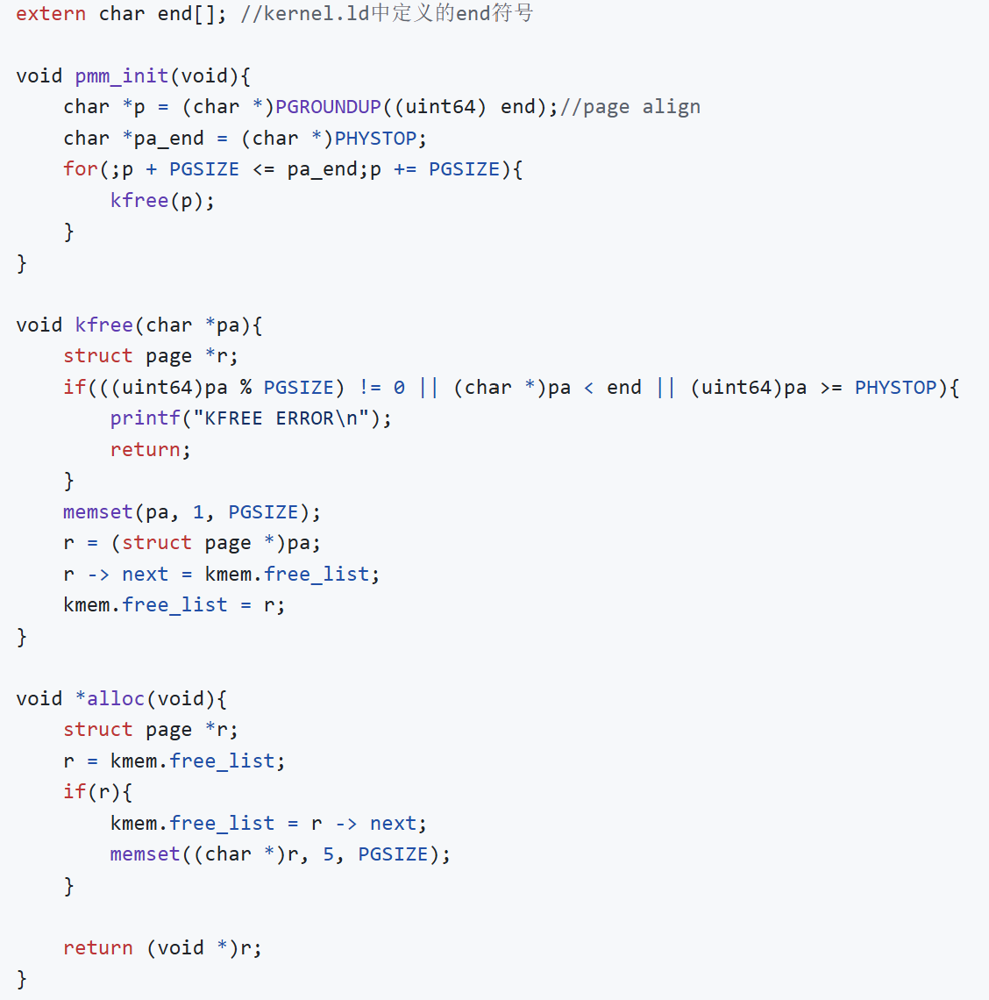 extern char end[]; //kernel.ld中定义的end符号
void pmm_init(void){
char *p = (char *)PGROUNDUP((uint64) end);//page align
char *pa_end = (char *)PHYSTOP;
for(;p + PGSIZE <= pa_end;p += PGSIZE){
kfree(p);
}
}
void kfree(char *pa){
struct page *r;
if(((uint64)pa % PGSIZE) != 0 || (char *)pa < end || (uint64)pa >= PHYSTOP){
printf("KFREE ERROR\n");
return;
}
memset(pa, 1, PGSIZE);
r = (struct page *)pa;
r -> next = kmem.free_list;
kmem.free_list = r;
}
void *alloc(void){
struct page *r;
r = kmem.free_list;
if(r){
kmem.free_list = r -> next;
memset((char *)r, 5, PGSIZE);
}
return (void *)r;
}